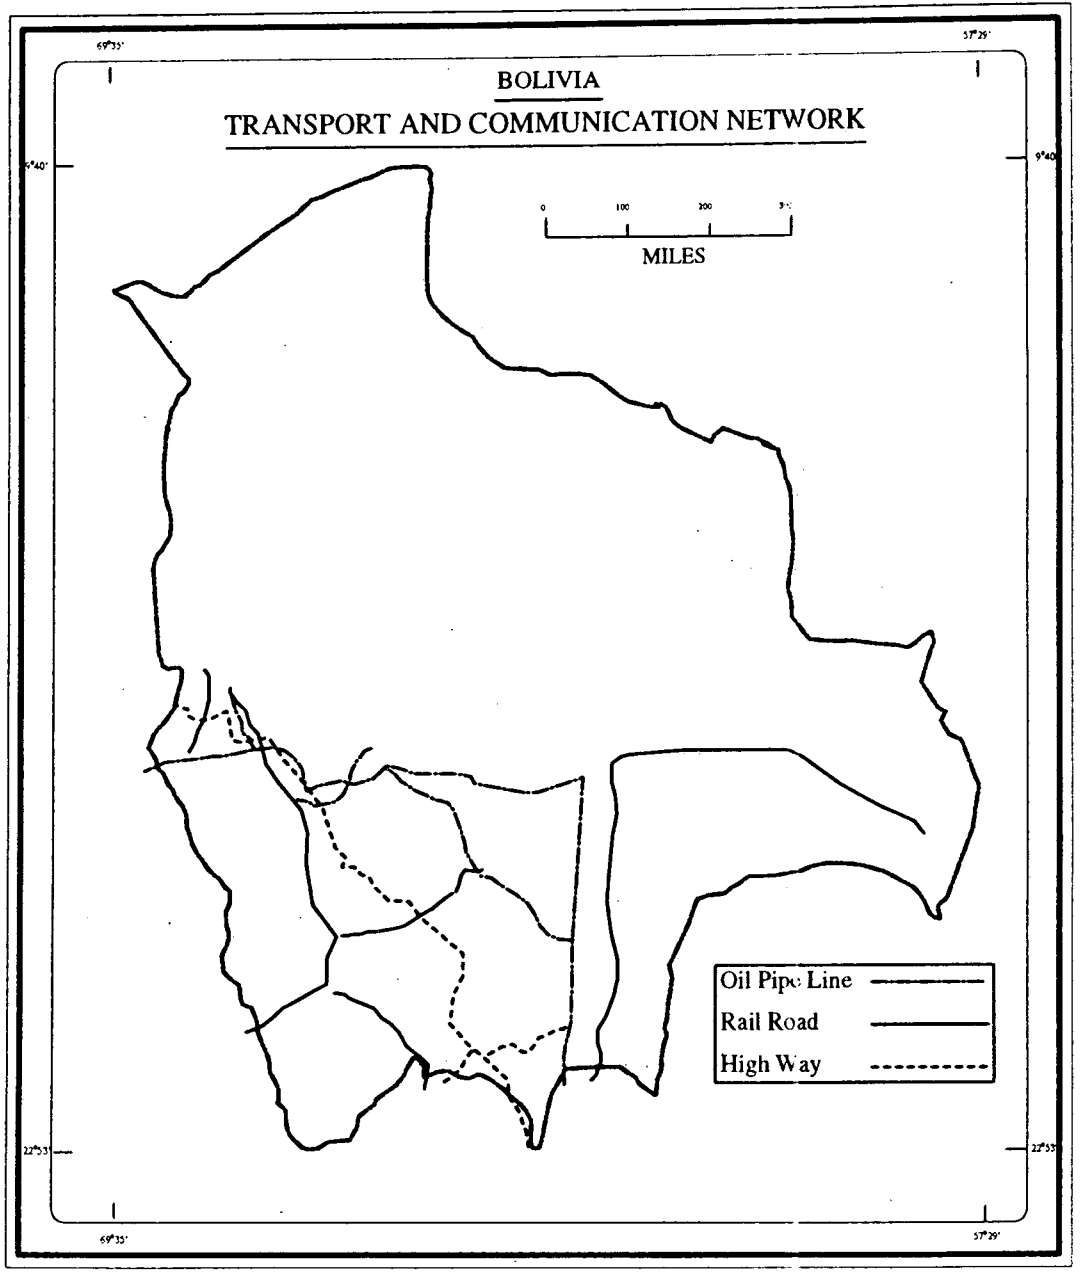 69°35'
57°29'
BOLIVIA
TRANSPORT AND COMMUNICATION NETWORK
9°40'
9°40
0 100 200
MILES
Oil Pipe Line
Rail Road
High Way
22°53'
22°53'
69°35'
57°29'